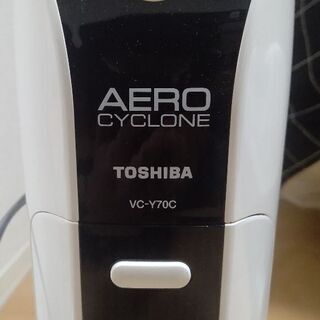 AERO
CYCLONE
TOSHIBA
VC-Y70C